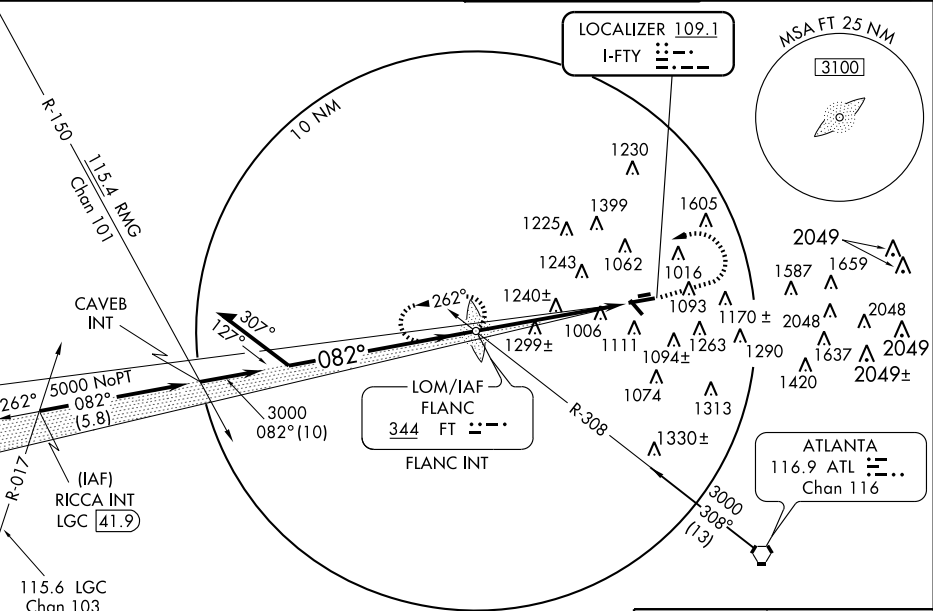 LOCALIZER 109.1
I-FTY
MSA FT 25 NM
3100
10 NM
R-150
115.4 RMG
Chan 101
1230
1399
1225
1605
1062
1243
1016
2049
1659
1587
1240±
1093
CAVEB
INT
262°
307°
127°
082°
1299±
1006
1111
1094±
1263
1170±
1290
2048
2048
1637
2049
2049±
1420
5000 NoPT
262°
082°
(5.8)
3000
082° (10)
LOM/IAF
FLANC
344 FT
FLANC INT
1074
1313
R-308
1330±
R-017
(IAF)
RICCA INT
LGC 41.9
3000
308°
(13)
ATLANTA
116.9 ATL
Chan 116
115.6 LGC
Chan 103